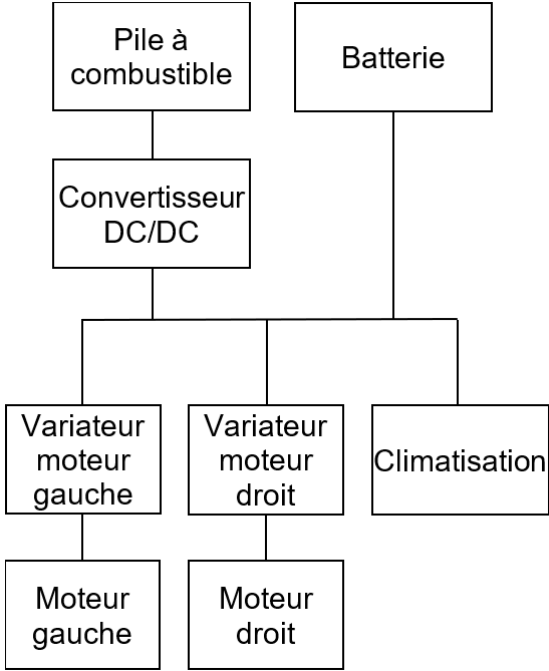 Pile à
combustible
Batterie
Convertisseur
DC/DC
Variateur
moteur
gauche
Variateur
moteur
droit
Climatisation
Moteur
gauche
Moteur
droit